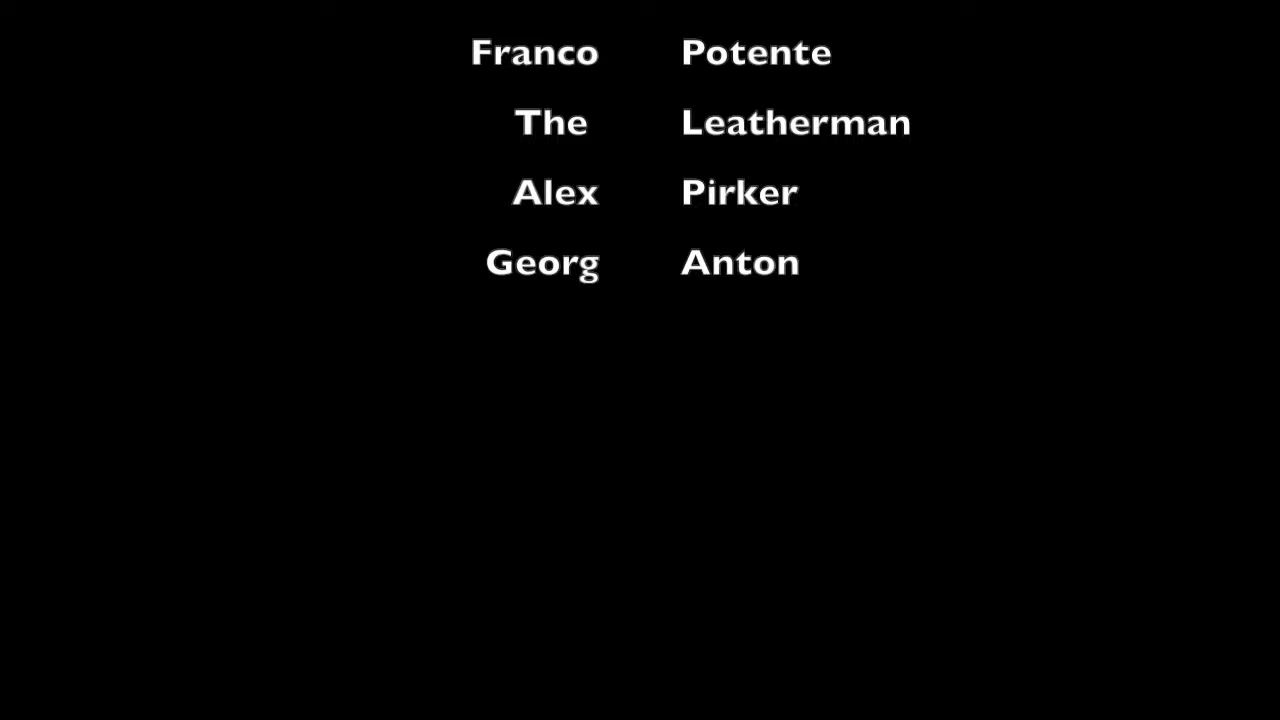 Franco Potente
The Leatherman
Alex Pirker
Georg Anton